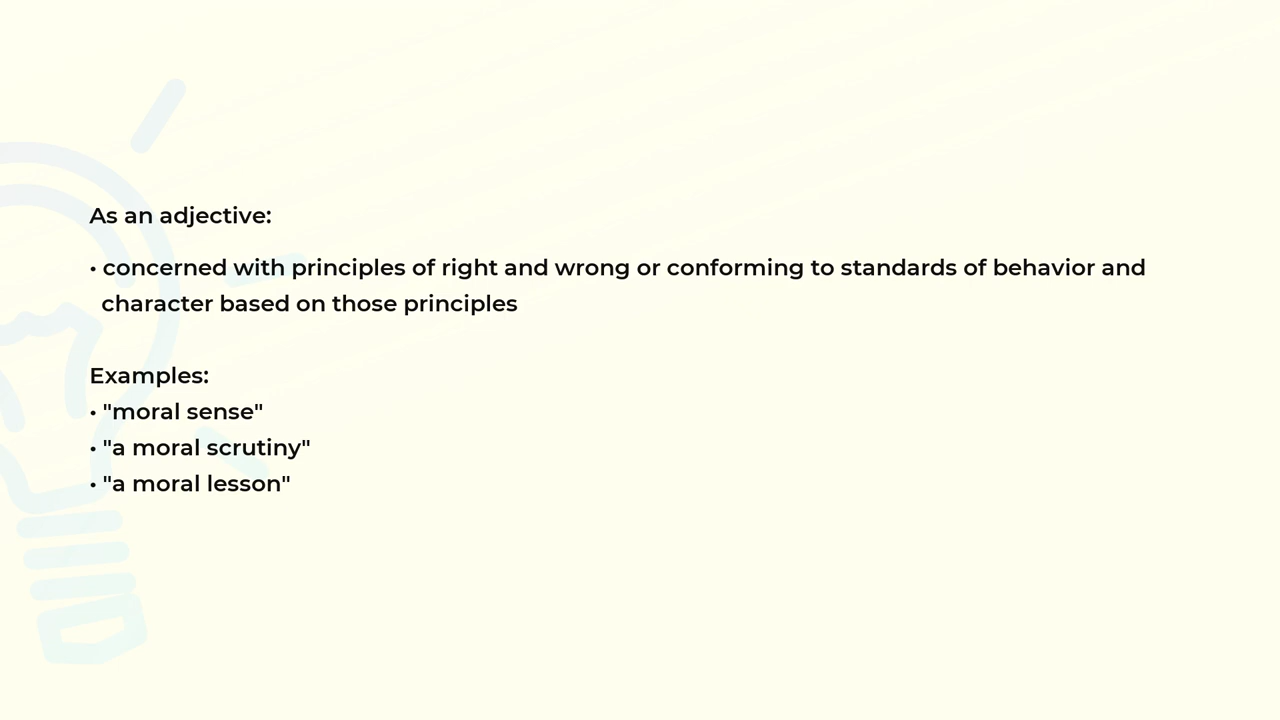 As an adjective:
• concerned with principles of right and wrong or conforming to standards of behavior and
character based on those principles
Examples:
• "moral sense"
• "a moral scrutiny"
• "a moral lesson"